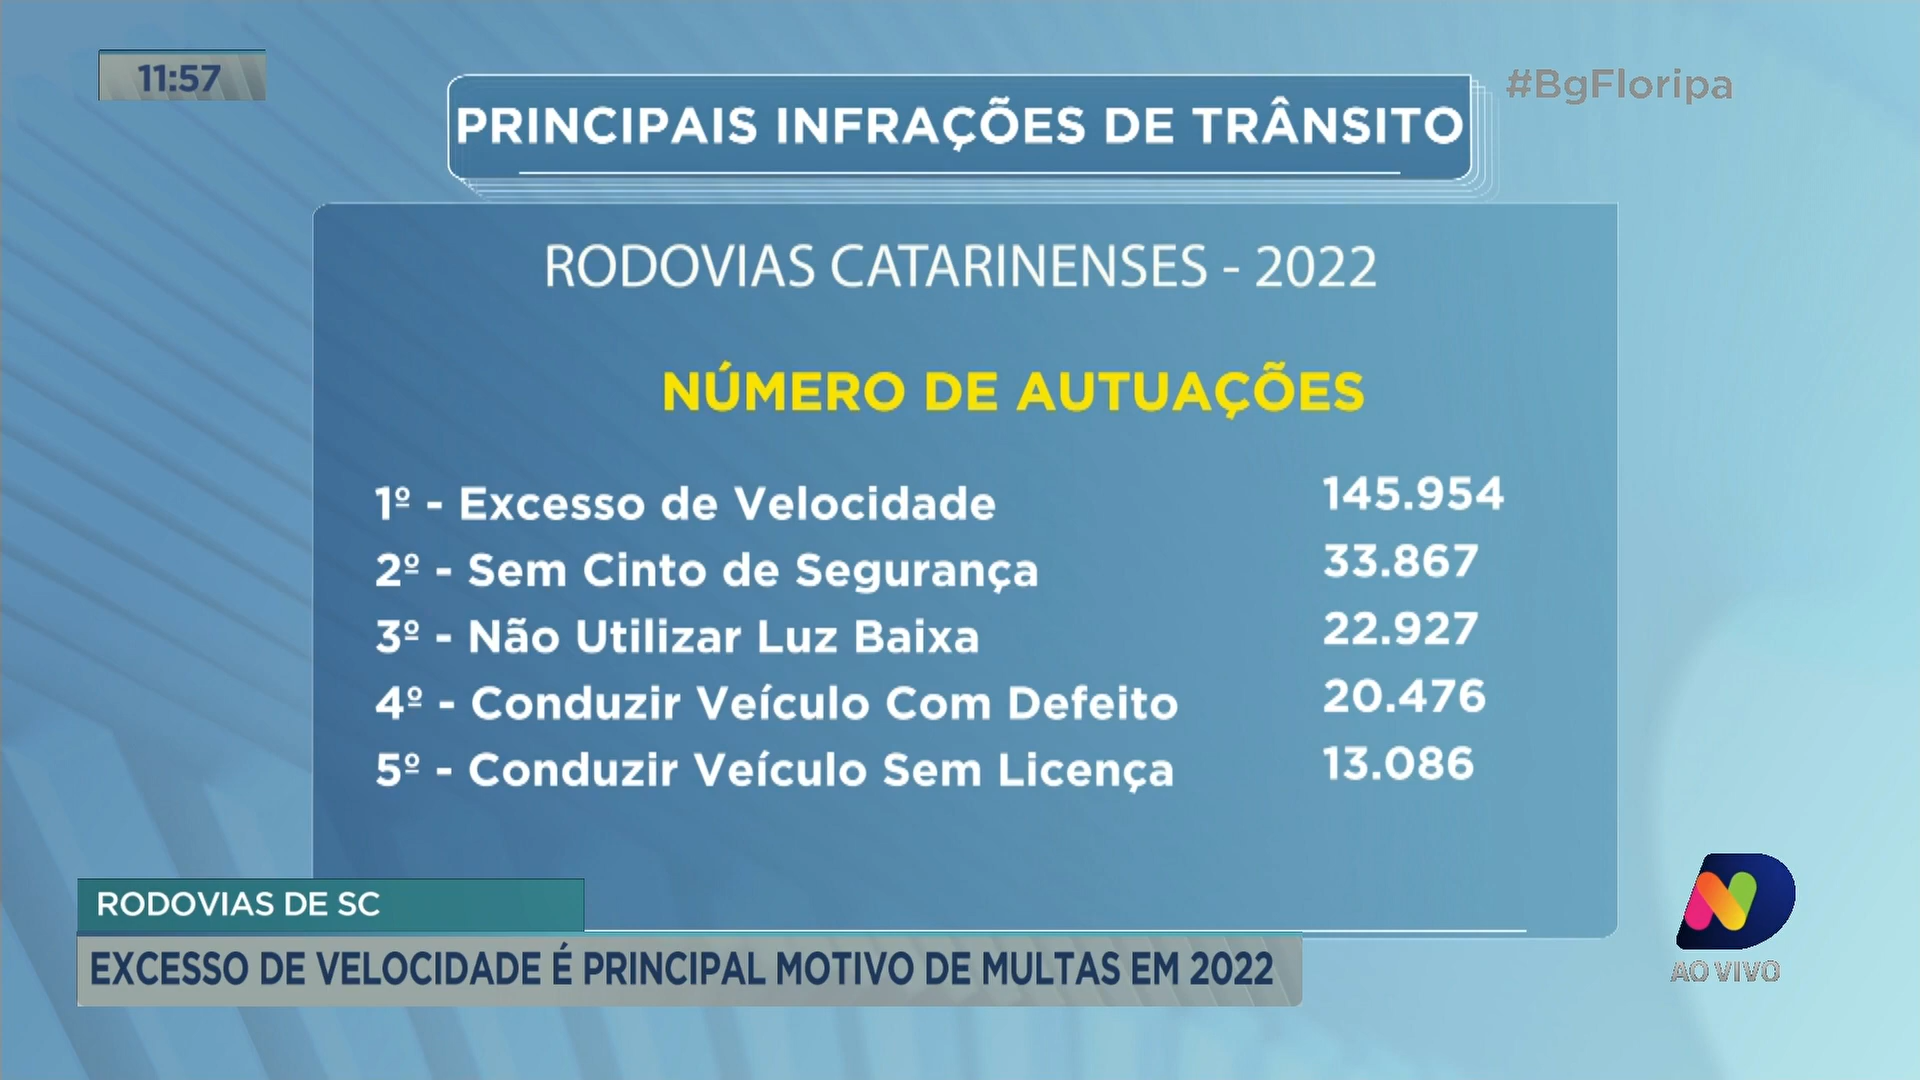 11:57
#BgFloripa
PRINCIPAIS INFRAÇÕES DE TRÂNSITO
RODOVIAS CATARINENSES - 2022
NÚMERO DE AUTUAÇÕES
1º - Excesso de Velocidade 145.954
2º - Sem Cinto de Segurança 33.867
3º - Não Utilizar Luz Baixa 22.927
4º - Conduzir Veículo Com Defeito 20.476
5º - Conduzir Veículo Sem Licença 13.086
RODOVIAS DE SC
EXCESSO DE VELOCIDADE É PRINCIPAL MOTIVO DE MULTAS EM 2022
ND
AO VIVO